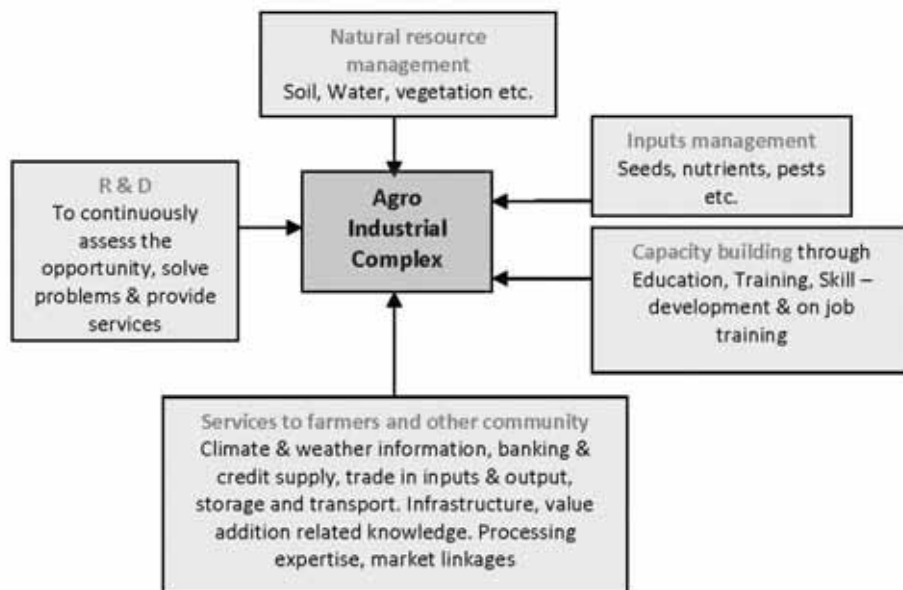 Natural resource
management
Soil, Water, vegetation etc.
Inputs management
Seeds, nutrients, pests
etc.
R & D
To continuously
assess the
opportunity, solve
problems & provide
services
Agro
Industrial
Complex
Capacity building through
Education, Training, Skill –
development & on job
training
Services to farmers and other community
Climate & weather information, banking &
credit supply, trade in inputs & output,
storage and transport. Infrastructure, value
addition related knowledge. Processing
expertise, market linkages